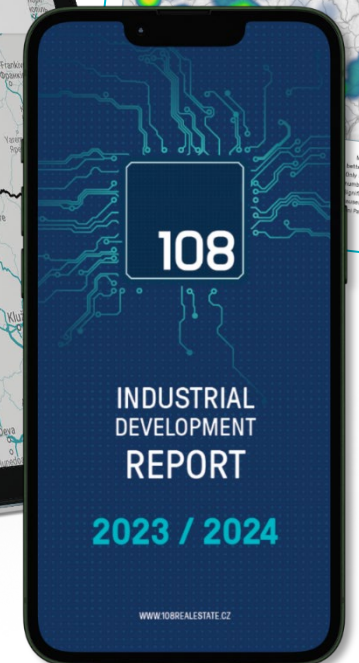 108
INDUSTRIAL
DEVELOPMENT
REPORT
2023 / 2024
WWW.108REALESTATE.CZ